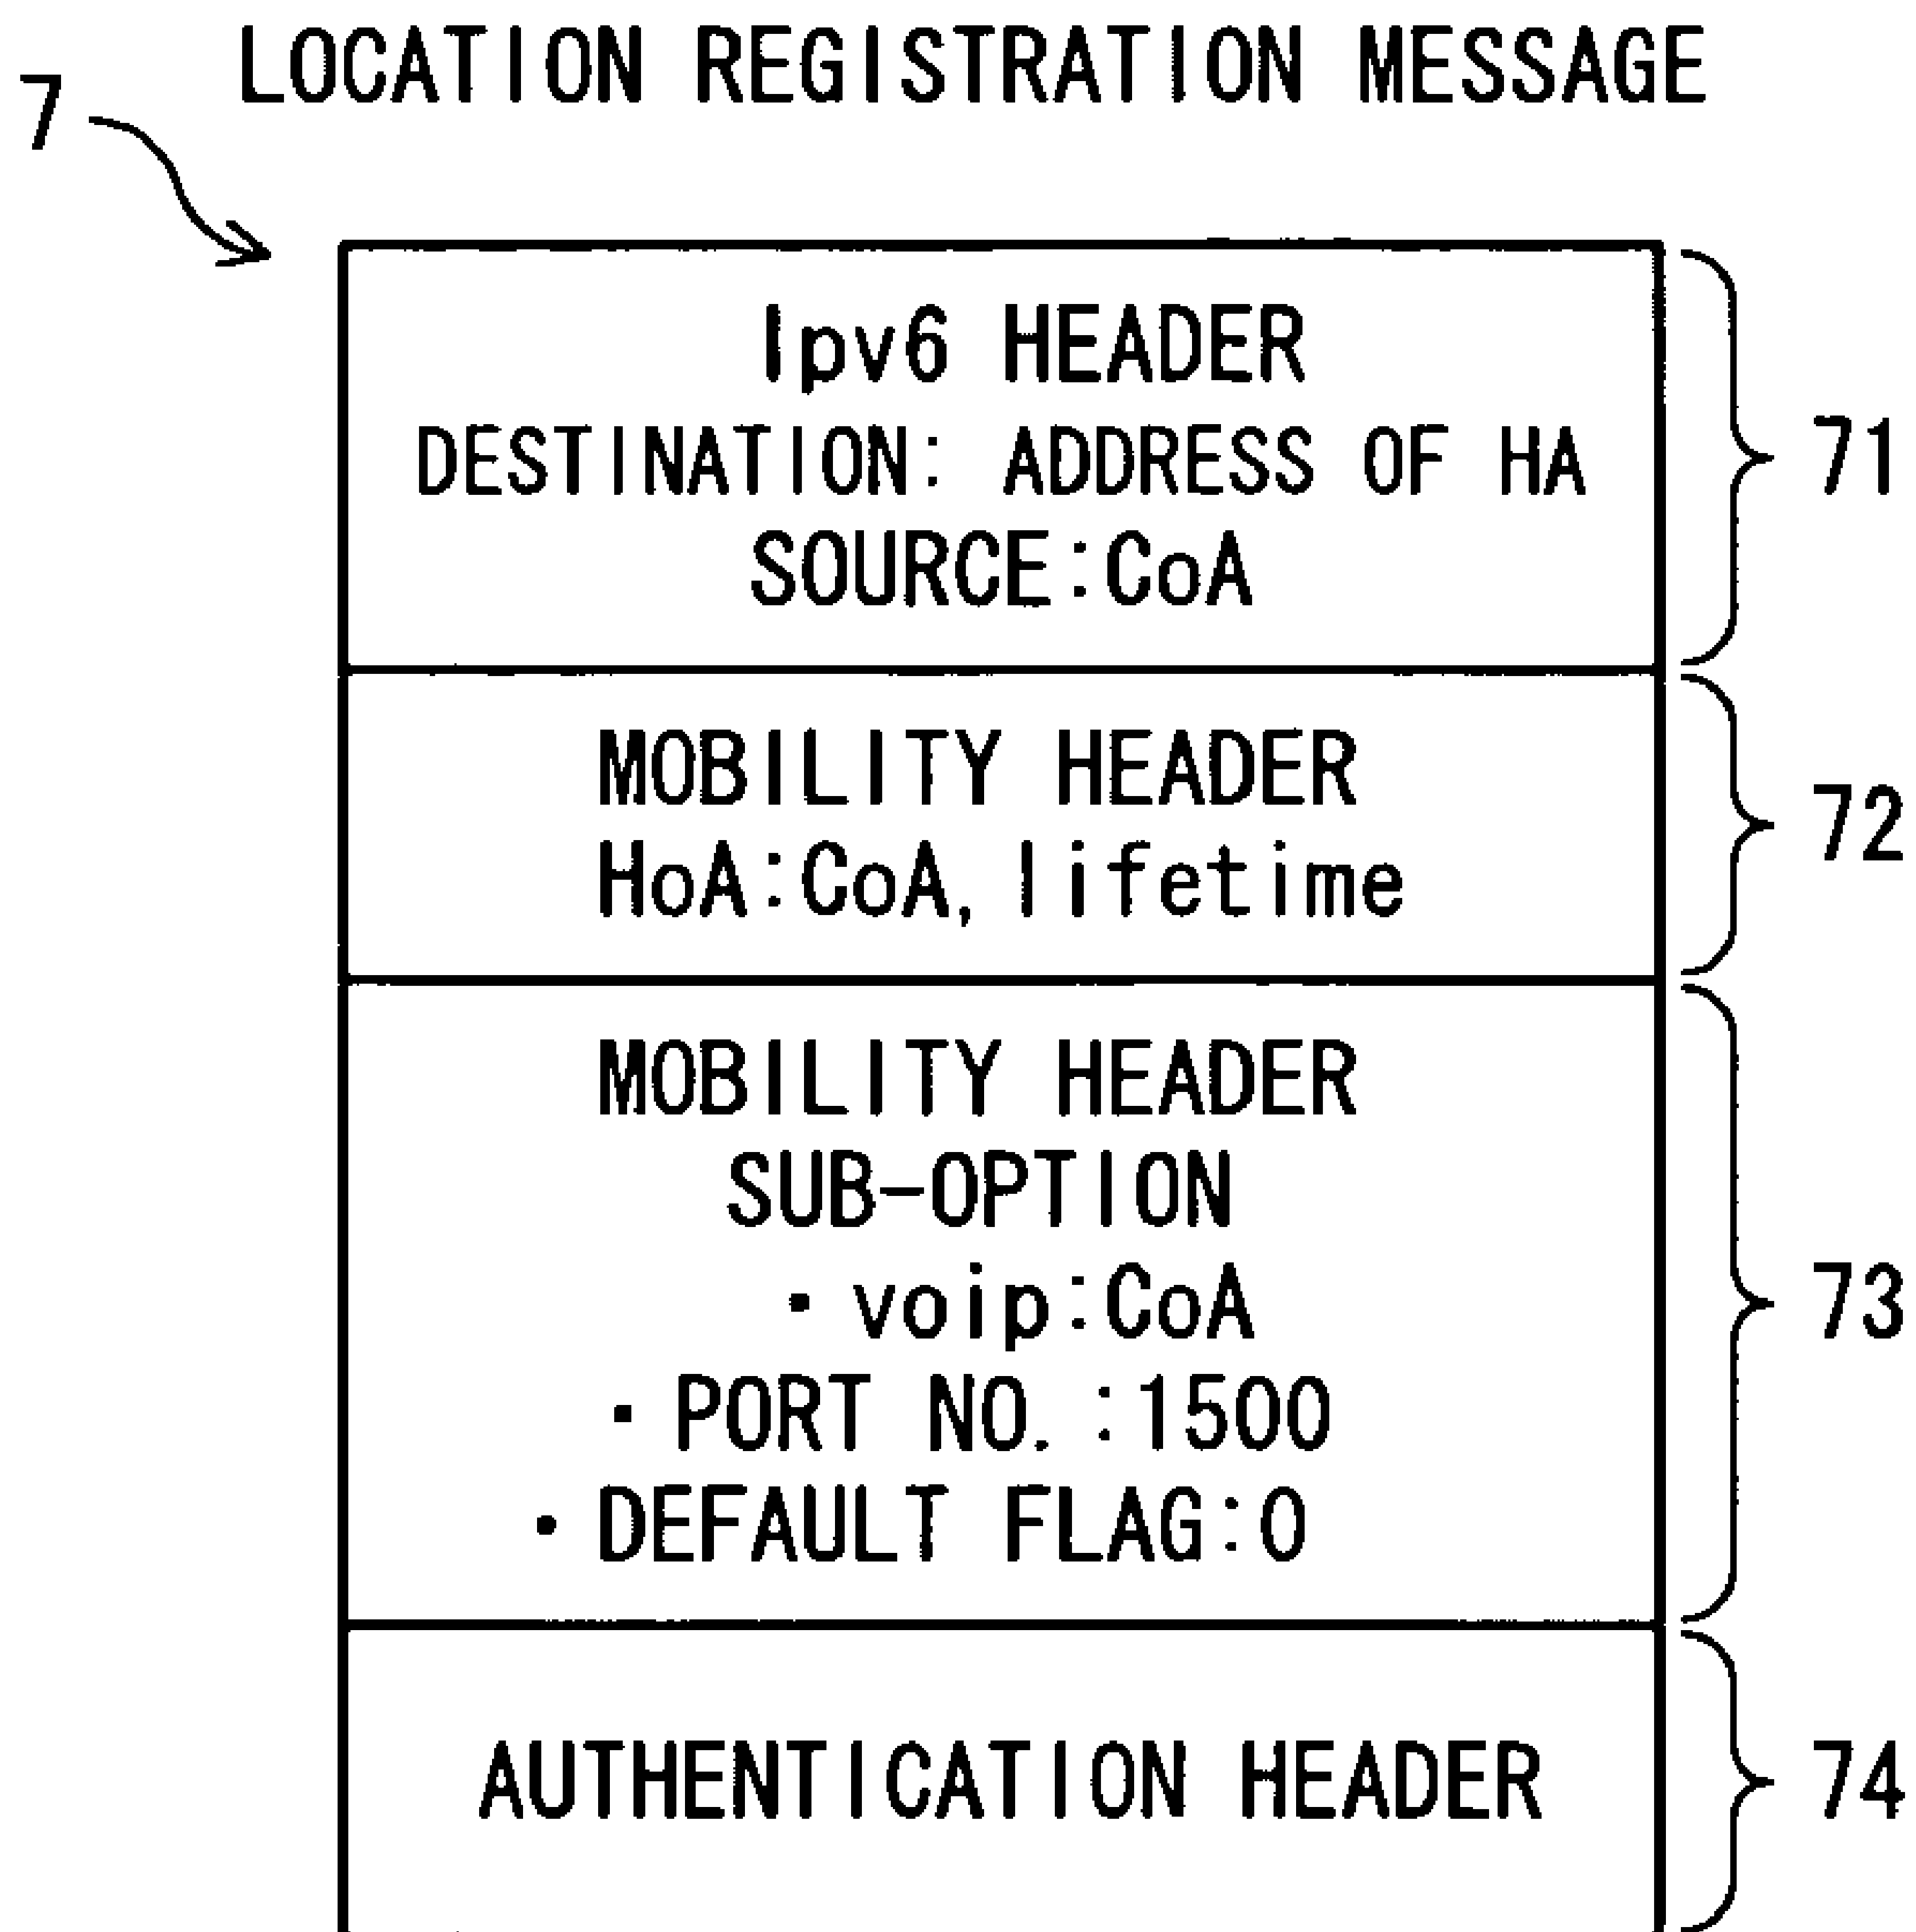 LOCATION REGISTRATION MESSAGE
7
Ipv6 HEADER
DESTINATION: ADDRESS OF HA
SOURCE:CoA
71
MOBILITY HEADER
HoA:CoA, lifetime
72
MOBILITY HEADER
SUB-OPTION
・voip:CoA
・PORT NO.:1500
・DEFAULT FLAG:0
73
AUTHENTICATION HEADER
74